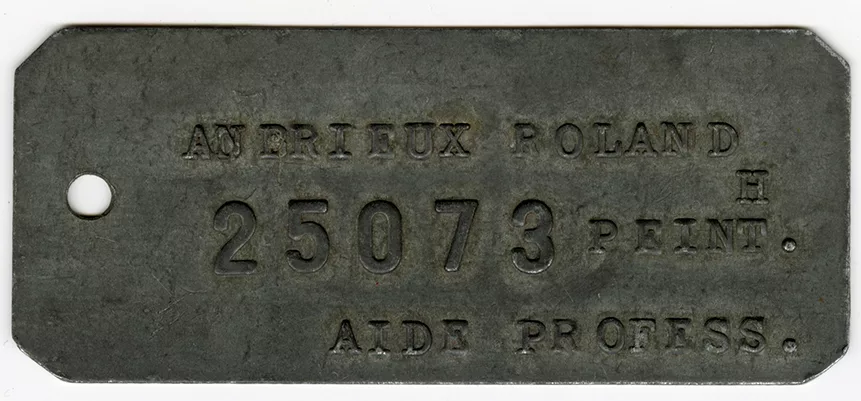 ANDRIEUX ROLAND
H
25073 PEINT.
AIDE PROFESS.